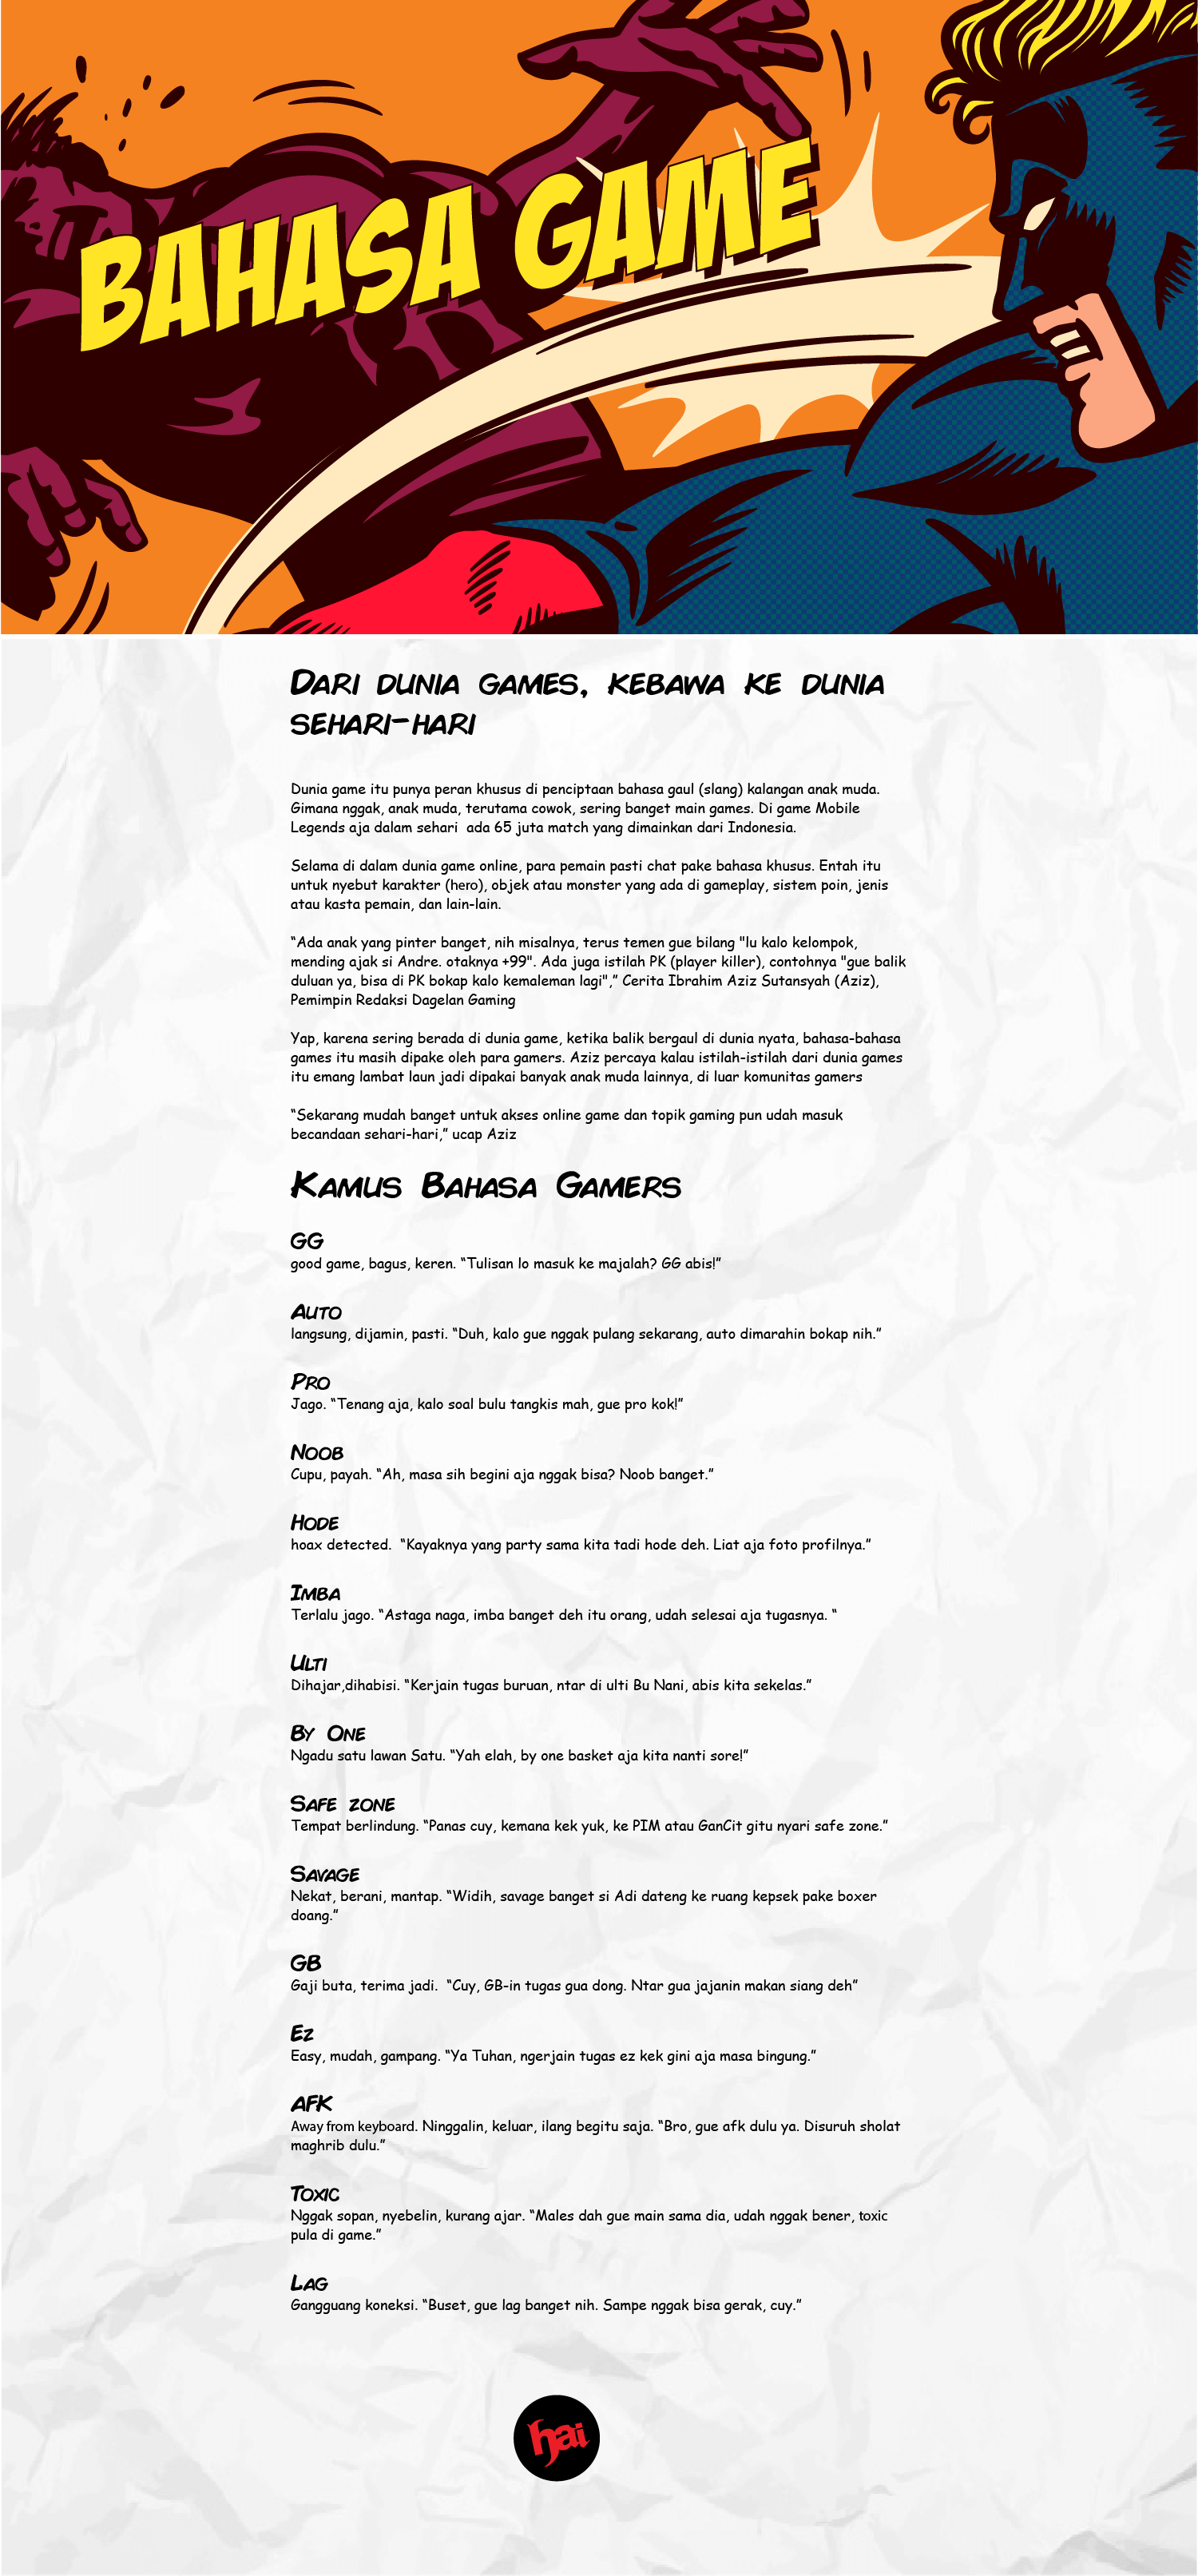 BAHASA GAME
Dari dunia games, kebawa ke dunia
sehari-hari
Dunia game itu punya peran khusus di penciptaan bahasa gaul (slang) kalangan anak muda.
Gimana nggak, anak muda, terutama cowok, sering banget main games. Di game Mobile
Legends aja dalam sehari  ada 65 juta match yang dimainkan dari Indonesia.
Selama di dalam dunia game online, para pemain pasti chat pake bahasa khusus. Entah itu
untuk nyebut karakter (hero), objek atau monster yang ada di gameplay, sistem poin, jenis
atau kasta pemain, dan lain-lain.
“Ada anak yang pinter banget, nih misalnya, terus temen gue bilang "lu kalo kelompok,
mending ajak si Andre. otaknya +99". Ada juga istilah PK (player killer), contohnya "gue balik
duluan ya, bisa di PK bokap kalo kemaleman lagi",” Cerita Ibrahim Aziz Sutansyah (Aziz),
Pemimpin Redaksi Dagelan Gaming
Yap, karena sering berada di dunia game, ketika balik bergaul di dunia nyata, bahasa-bahasa
games itu masih dipake oleh para gamers. Aziz percaya kalau istilah-istilah dari dunia games
itu emang lambat laun jadi dipakai banyak anak muda lainnya, di luar komunitas gamers
“Sekarang mudah banget untuk akses online game dan topik gaming pun udah masuk
becandaan sehari-hari,” ucap Aziz
Kamus Bahasa Gamers
GG
good game, bagus, keren. “Tulisan lo masuk ke majalah? GG abis!”
Auto
langsung, dijamin, pasti. “Duh, kalo gue nggak pulang sekarang, auto dimarahin bokap nih.”
Pro
Jago. “Tenang aja, kalo soal bulu tangkis mah, gue pro kok!”
Noob
Cupu, payah. “Ah, masa sih begini aja nggak bisa? Noob banget.”
Hode
hoax detected.  “Kayaknya yang party sama kita tadi hode deh. Liat aja foto profilnya.”
Imba
Terlalu jago. “Astaga naga, imba banget deh itu orang, udah selesai aja tugasnya. “
Ulti
Dihajar,dihabisi. “Kerjain tugas buruan, ntar di ulti Bu Nani, abis kita sekelas.”
By One
Ngadu satu lawan Satu. “Yah elah, by one basket aja kita nanti sore!”
Safe zone
Tempat berlindung. “Panas cuy, kemana kek yuk, ke PIM atau GanCit gitu nyari safe zone.”
Savage
Nekat, berani, mantap. “Widih, savage banget si Adi dateng ke ruang kepsek pake boxer
doang.”
GB
Gaji buta, terima jadi.  “Cuy, GB-in tugas gua dong. Ntar gua jajanin makan siang deh”
Ez
Easy, mudah, gampang. “Ya Tuhan, ngerjain tugas ez kek gini aja masa bingung.”
AFK
Away from keyboard. Ninggalin, keluar, ilang begitu saja. “Bro, gue afk dulu ya. Disuruh sholat
maghrib dulu.”
Toxic
Nggak sopan, nyebelin, kurang ajar. “Males dah gue main sama dia, udah nggak bener, toxic
pula di game.”
Lag
Gangguang koneksi. “Buset, gue lag banget nih. Sampe nggak bisa gerak, cuy.”
hai